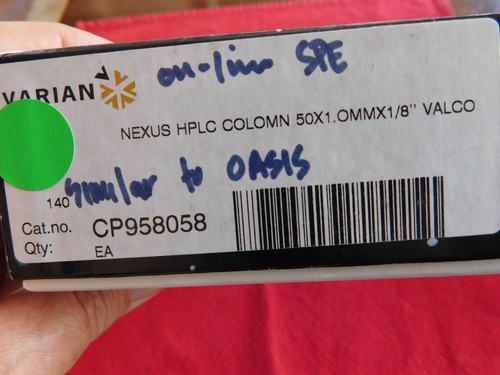 on-line SPE
VARIAN
NEXUS HPLC COLOMN 50X1.OMMX1/8'' VALCO
similar to OASIS
140
Cat.no. CP958058
Qty: EA